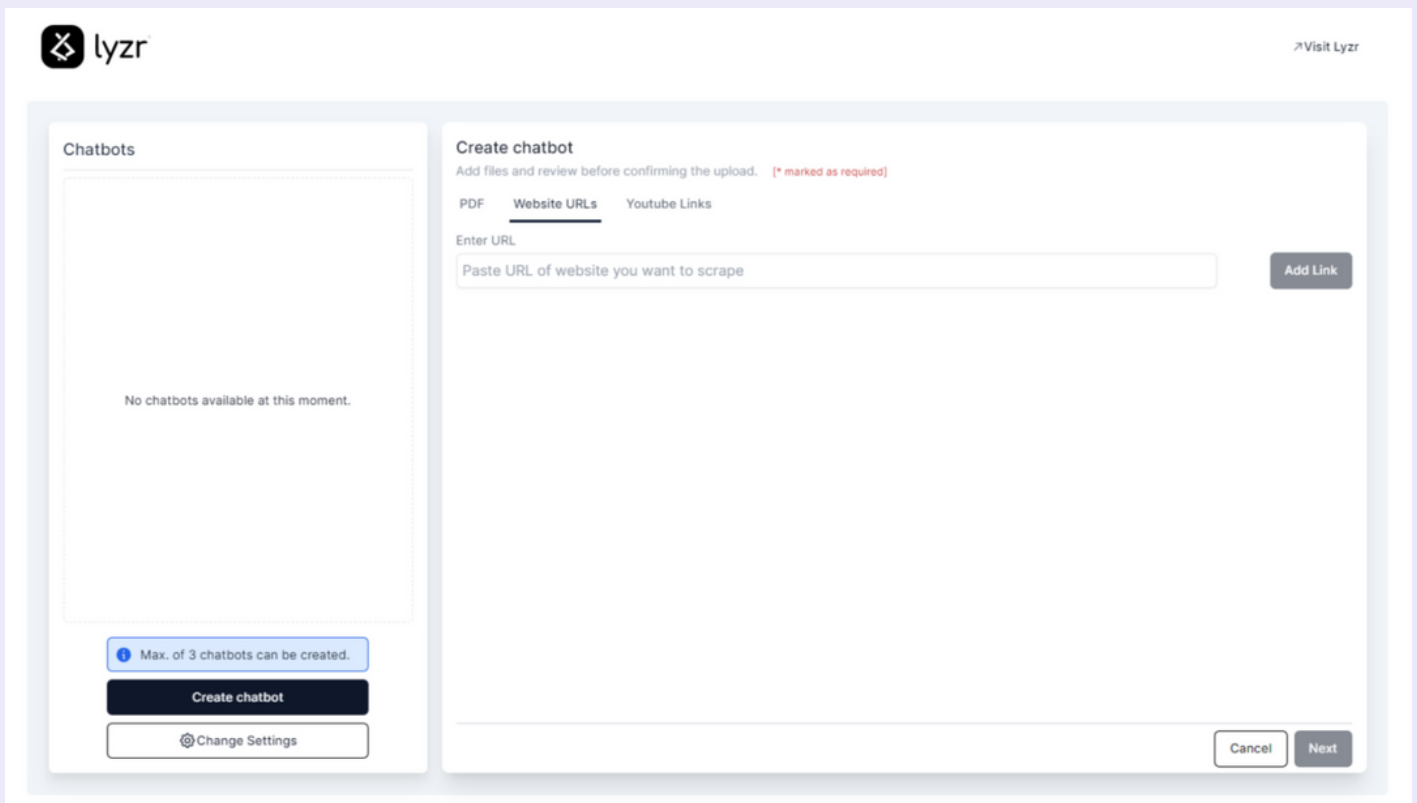 lyzr
Visit Lyzr
Chatbots
No chatbots available at this moment.
Max. of 3 chatbots can be created.
Create chatbot
Change Settings
Create chatbot
Add files and review before confirming the upload. [* marked as required]
PDF Website URLs Youtube Links
Enter URL
Paste URL of website you want to scrape
Add Link
Cancel Next